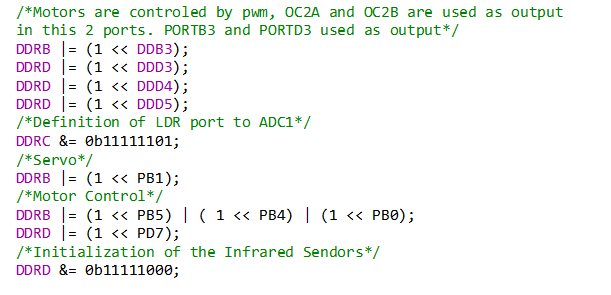 /*Motors are controled by pwm, OC2A and OC2B are used as output
in this 2 ports. PORTB3 and PORTD3 used as output*/
DDRB |= (1 << DDB3);
DDRD |= (1 << DDD3);
DDRD |= (1 << DDD4);
DDRD |= (1 << DDD5);
/*Definition of LDR port to ADC1*/
DDRC &= 0b11111101;
/*Servo*/
DDRB |= (1 << PB1);
/*Motor Control*/
DDRB |= (1 << PB5) | ( 1 << PB4) | (1 << PB0);
DDRD |= (1 << PD7);
/*Initialization of the Infrared Sendors*/
DDRD &= 0b11111000;